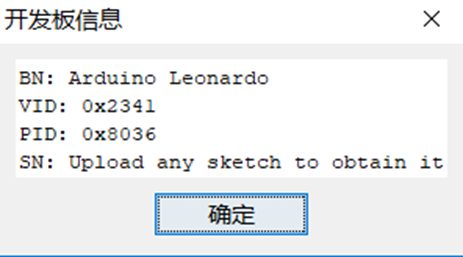 开发板信息
BN: Arduino Leonardo
VID: 0x2341
PID: 0x8036
SN: Upload any sketch to obtain it
确定